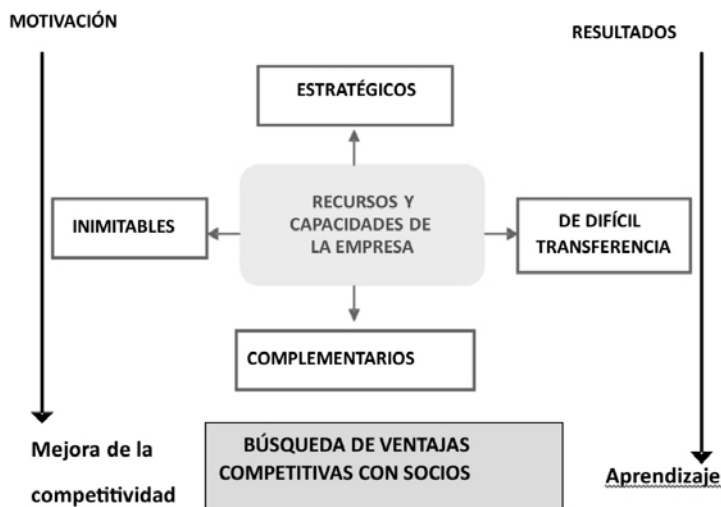 MOTIVACIÓN
RESULTADOS
ESTRATÉGICOS
RECURSOS Y
CAPACIDADES DE
LA EMPRESA
INIMITABLES
DE DIFÍCIL
TRANSFERENCIA
COMPLEMENTARIOS
Mejora de la
competitividad
BÚSQUEDA DE VENTAJAS
COMPETITIVAS CON SOCIOS
Aprendizaje